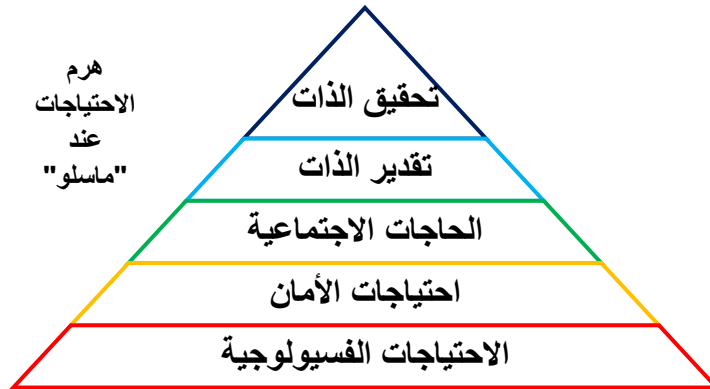 هرم
الاحتياجات
عند
"ماسلو"
تحقيق الذات
تقدير الذات
الحاجات الاجتماعية
احتياجات الأمان
الاحتياجات الفسيولوجية